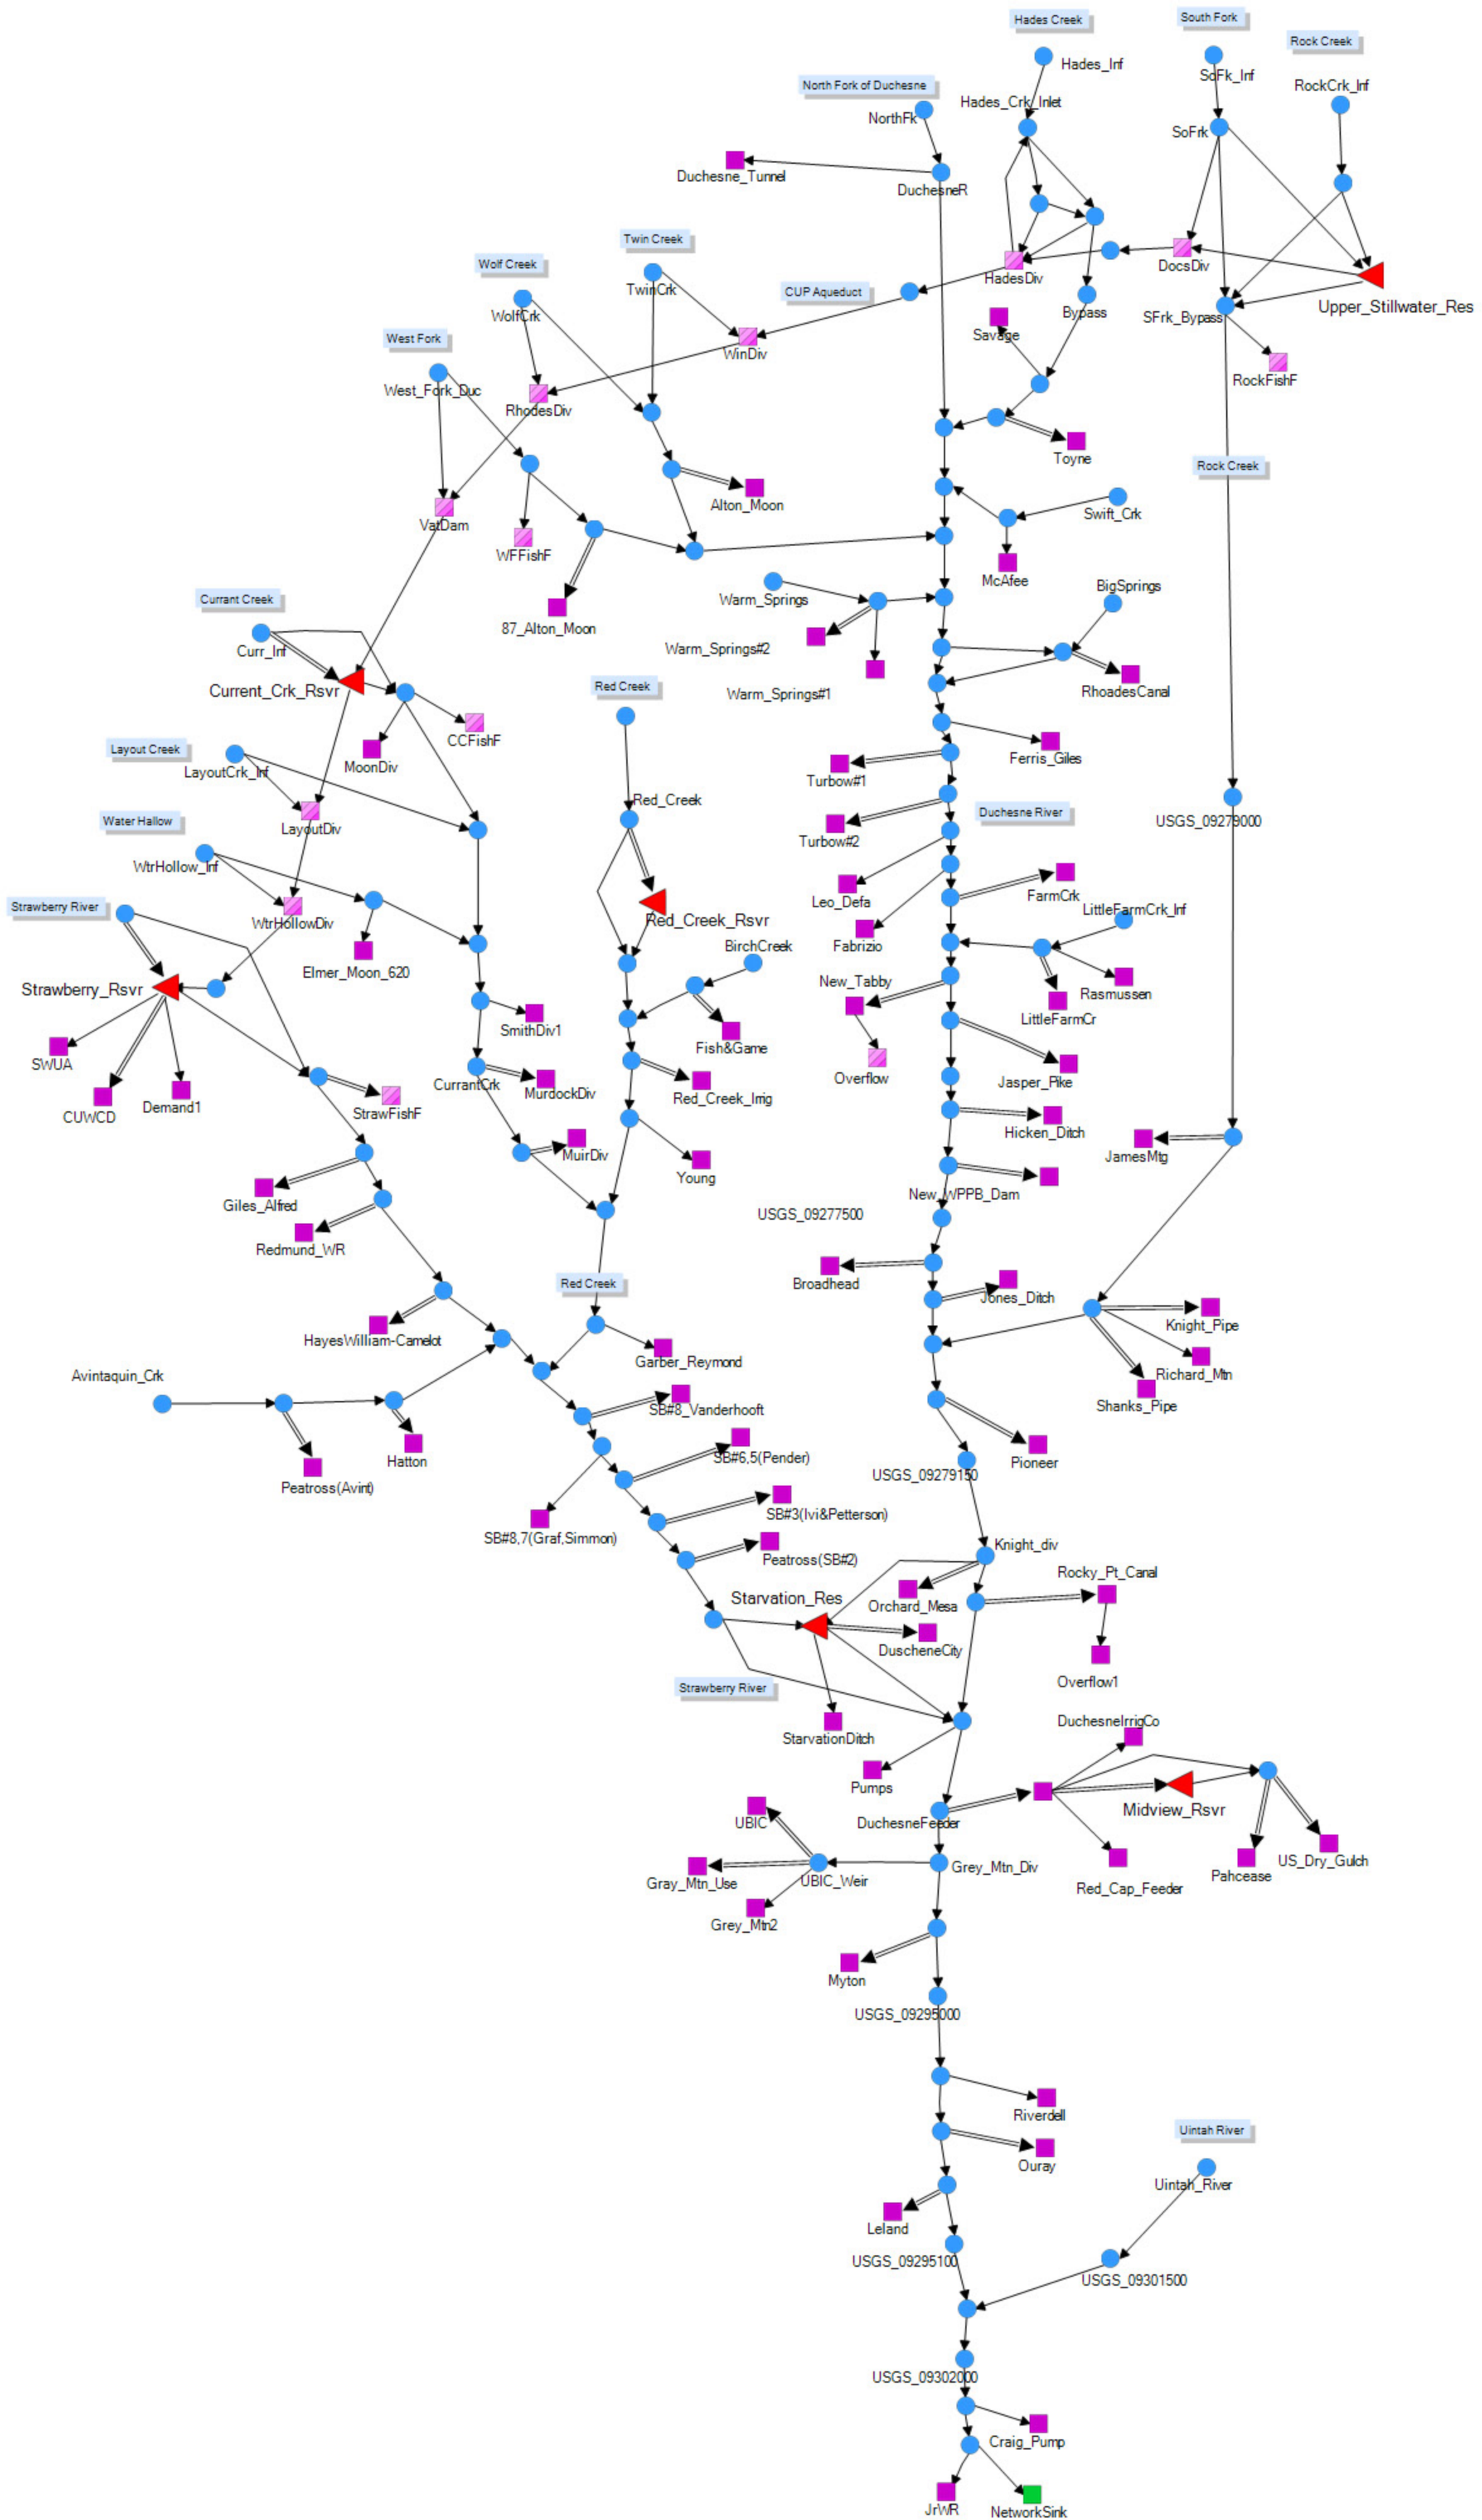 Hades Creek
South Fork
Rock Creek
Hades_Inf
SoFk_Inf
RockCrk_Inf
North Fork of Duchesne
Hades_Crk_Inlet
NorthFk
SoFrk
Duchesne_Tunnel
DuchesneR
Twin Creek
Wolf Creek
TwinCrk
CUP Aqueduct
HadesDiv
DocsDiv
Upper_Stillwater_Res
WolfCrk
Bypass
SFrk_Bypass
West Fork
Savage
WinDiv
RockFishF
West_Fork_Duc
RhodesDiv
Toyne
Rock Creek
Alton_Moon
Swift_Crk
VatDam
WFFishF
McAfee
Currant Creek
Warm_Springs
BigSprings
87_Alton_Moon
Curr_Inf
Warm_Springs#2
Current_Crk_Rsvr
Red Creek
Warm_Springs#1
RhoadesCanal
CCFishF
Layout Creek
MoonDiv
LayoutCrk_Inf
Ferris_Giles
Turbow#1
Red_Creek
Water Hallow
LayoutDiv
Duchesne River
USGS_09279000
Turbow#2
WtrHollow_Inf
Leo_Defa
FarmCrk
Strawberry River
WtrHollowDiv
Red_Creek_Rsvr
LittleFarmCrk_Inf
Elmer_Moon_620
BirchCreek
Fabrizio
Strawberry_Rsvr
New_Tabby
Rasmussen
LittleFarmCr
SmithDiv1
Fish&Game
SWUA
Overflow
Jasper_Pike
CurrantCrk
MurdockDiv
Red_Creek_Irrig
CUWCD
Demand1
StrawFishF
Hicken_Ditch
MuirDiv
Young
JamesMtg
New_WPPB_Dam
Giles_Alfred
USGS_09277500
Redmund_WR
Red Creek
Broadhead
Jones_Ditch
HayesWilliam-Camelot
Knight_Pipe
Garber_Reymond
Richard_Mtn
Avintaquin_Crk
Shanks_Pipe
SB#8_Vanderhooft
Hatton
SB#6,5(Pender)
Pioneer
Peatross(Avint)
USGS_09279150
SB#3(Ivi&Petterson)
SB#8,7(Graf,Simmon)
Knight_div
Peatross(SB#2)
Rocky_Pt_Canal
Starvation_Res
Orchard_Mesa
DuscheneCity
Overflow1
Strawberry River
DuchesneIrrigCo
StarvationDitch
Pumps
Midview_Rsvr
UBIC
DuchesneFeeder
US_Dry_Gulch
Grey_Mtn_Div
Pahcease
Gray_Mtn_Use
UBIC_Weir
Red_Cap_Feeder
Grey_Mtn2
Myton
USGS_09295000
Riverdell
Uintah River
Ouray
Uintah_River
Leland
USGS_09295100
USGS_09301500
USGS_09302000
Craig_Pump
JrWR
NetworkSink